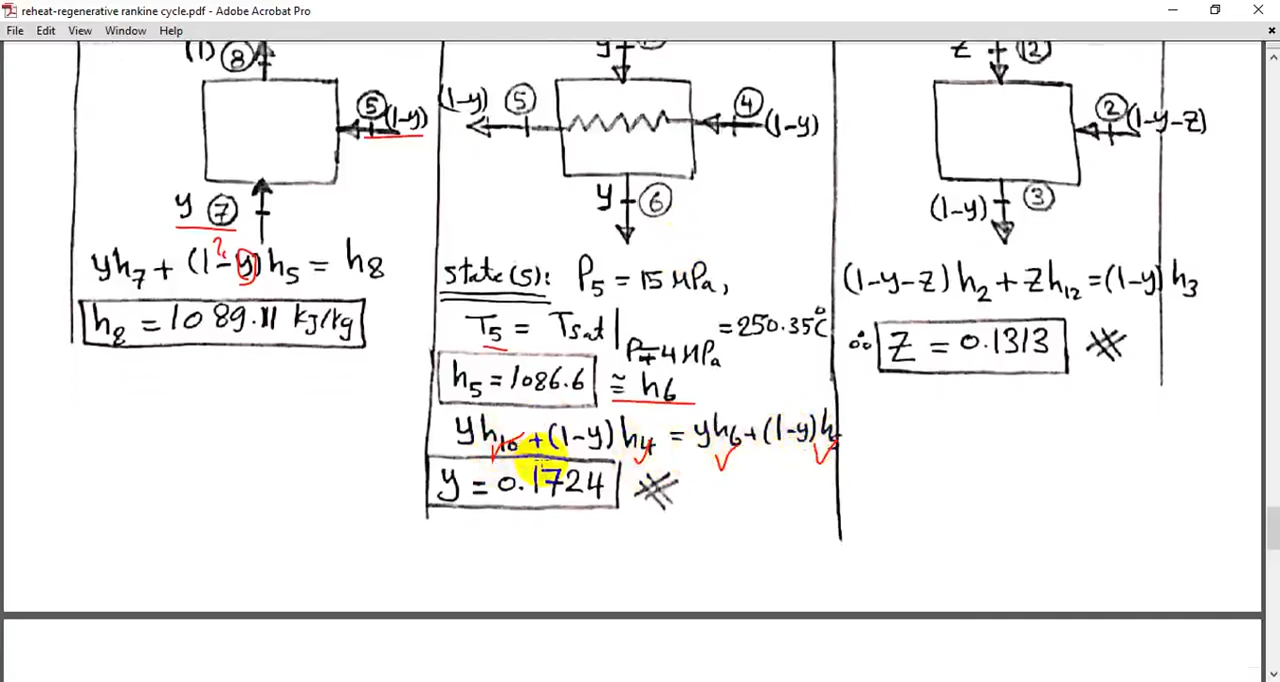 reheat-regenerative rankine cycle.pdf - Adobe Acrobat Pro
File Edit View Window Help
(1) 8
5 (1-y)
y 7
?
yh7 + (1-y)h5 = h8
h8 = 1089.11 kJ/kg
y
(1-y) 5
4 (1-y)
y 6
state(5): P5 = 15 MPa,
T5 = Tsat|P=4MPa = 250.35°C
h5 = 1086.6 ≅ h6
yh10 + (1-y)h4 = yh6 + (1-y)h5
y = 0.1724
z 12
2 (1-y-z)
(1-y) 3
(1-y-z)h2 + zh12 = (1-y)h3
∴ z = 0.1313